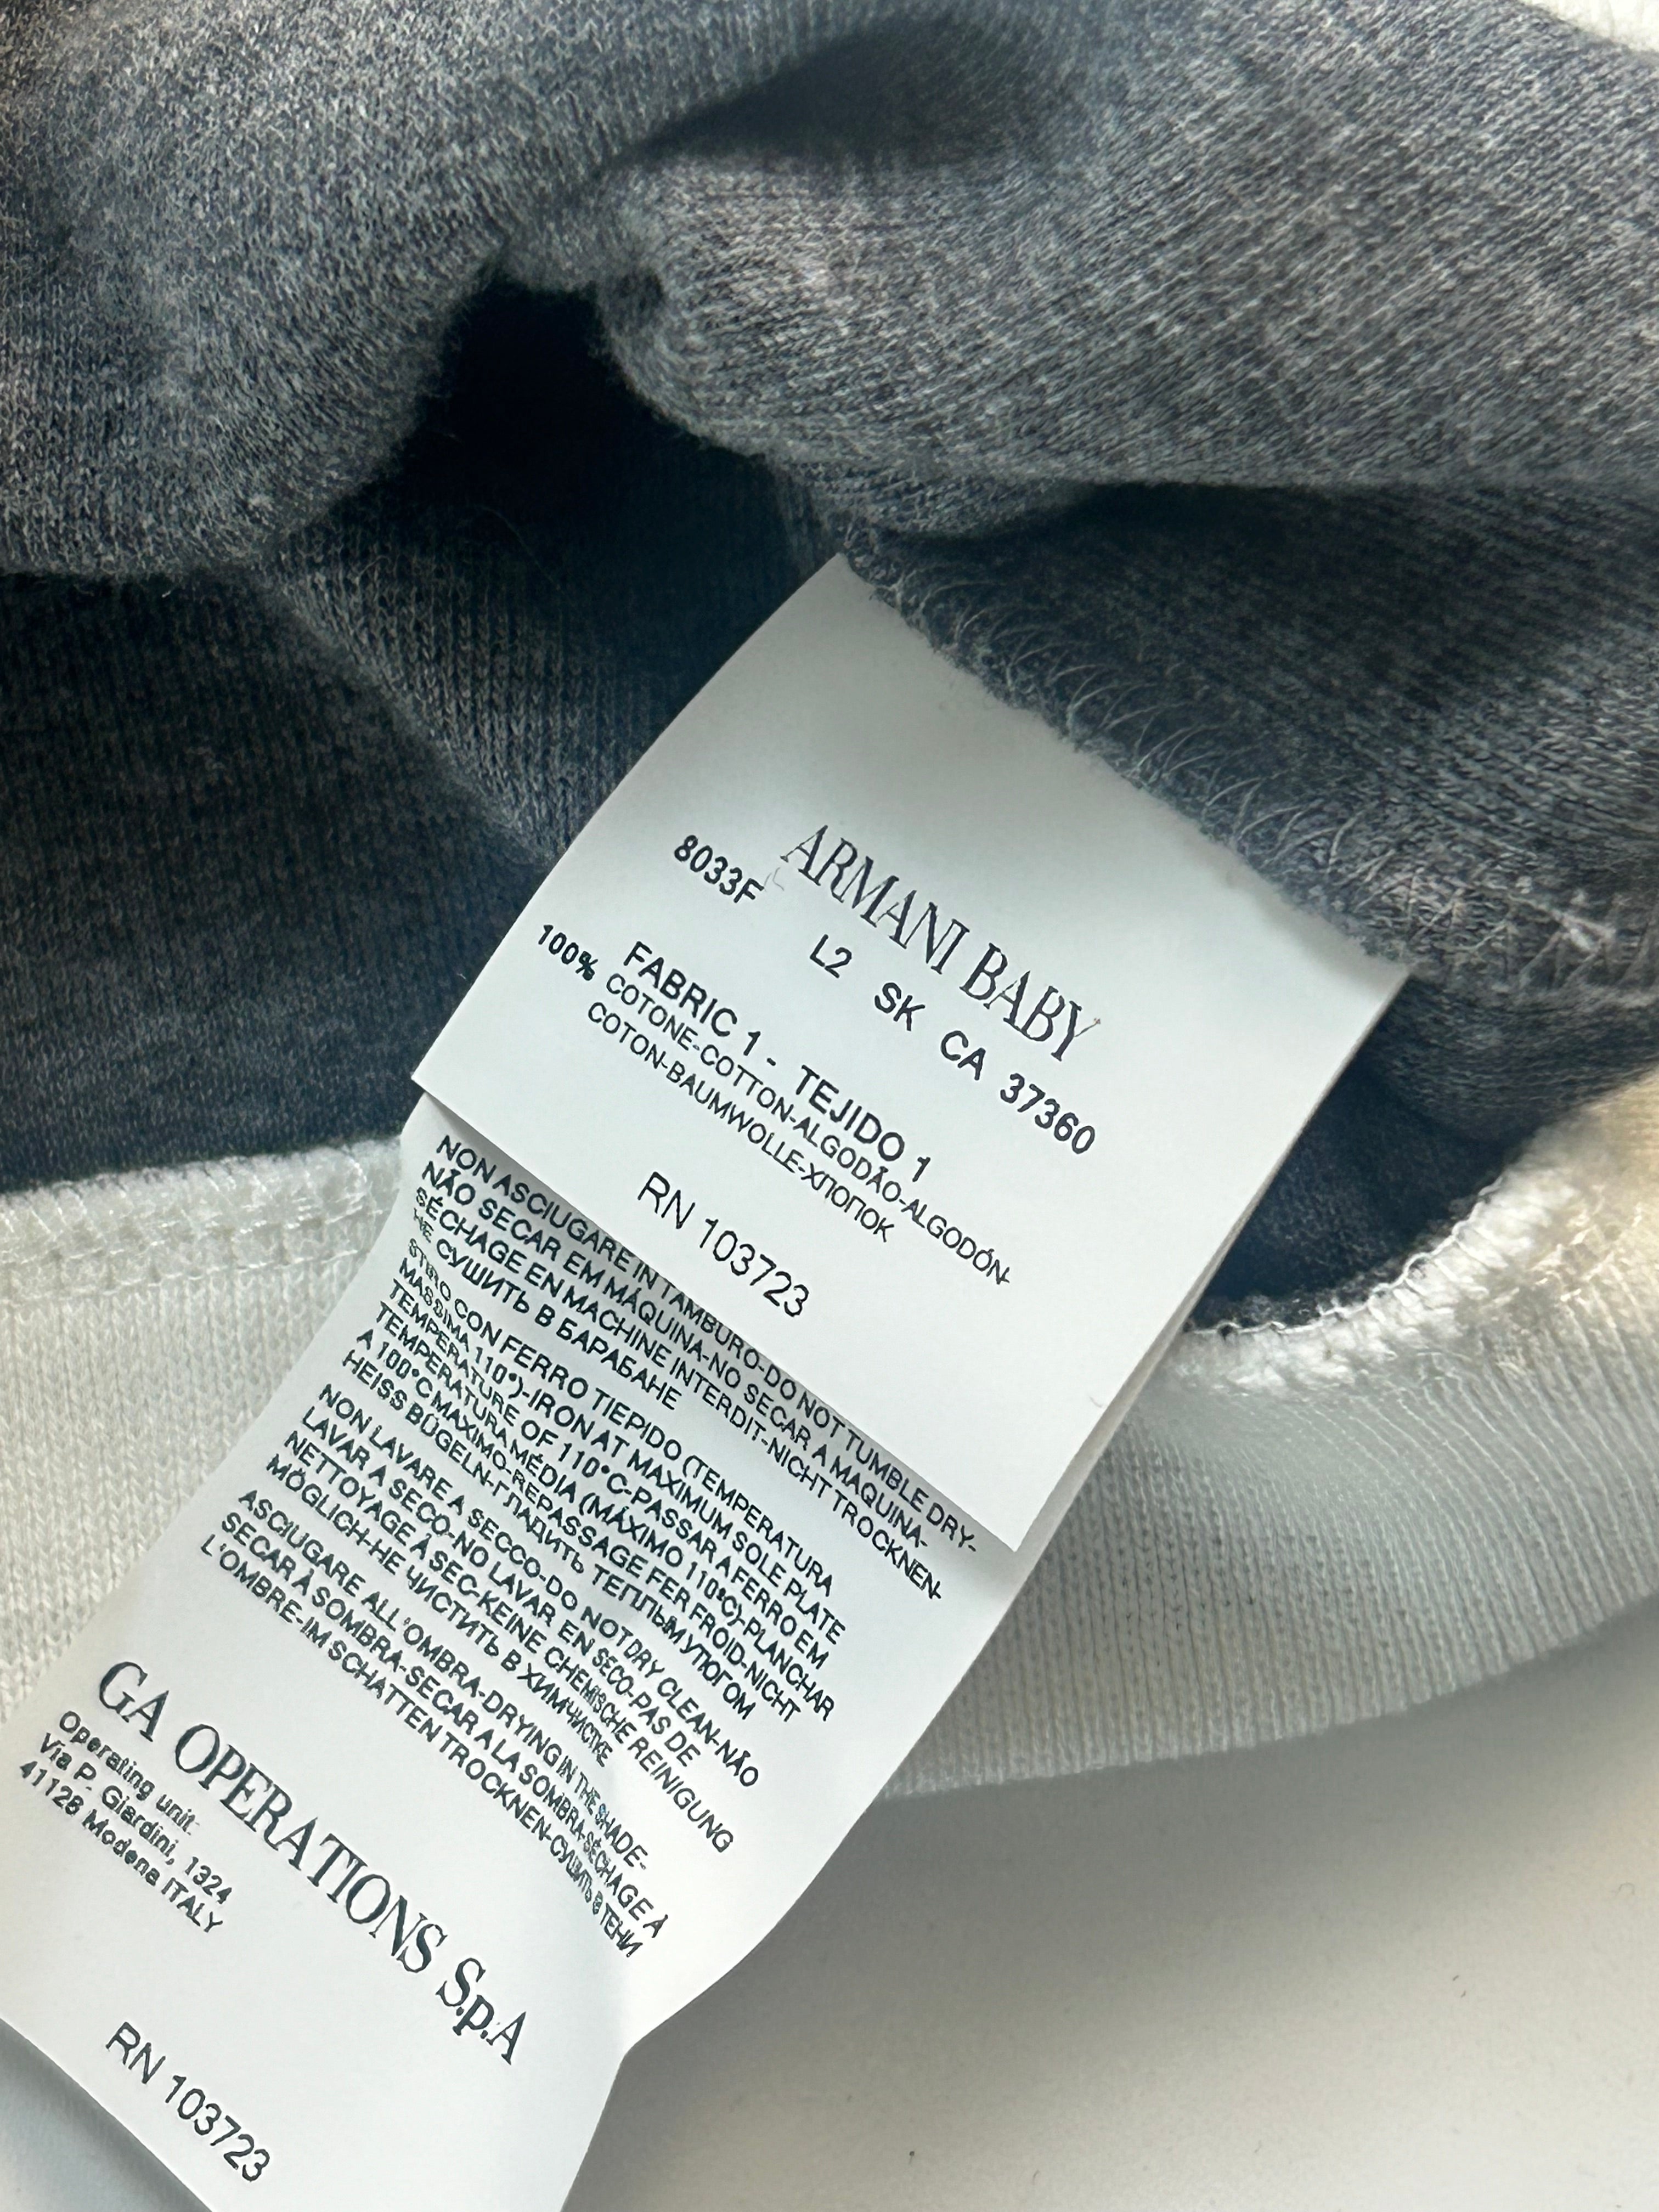 ARMANI BABY
8033F L2 SK CA 37360
FABRIC 1 - TEJIDO 1
100% COTONE-COTTON-ALGODÃO-ALGODÓN-
COTON-BAUMWOLLE-ХЛОПОК
RN 103723
NON ASCIUGARE IN TAMBURO-DO NOT TUMBLE DRY-
NÃO SECAR EM MÁQUINA-NO SECAR A MAQUINA-
SÉCHAGE EN MACHINE INTERDIT-NICHT TROCKNEN-
НЕ СУШИТЬ В БАРАБАНЕ
STIRO CON FERRO TIEPIDO (TEMPERATURA
MASSIMA 110°)-IRON AT MAXIMUM SOLE PLATE
TEMPERATURE OF 110°C-PASSAR A FERRO EM
TEMPERATURA MÉDIA (MÁXIMO 110ºC)-PLANCHAR
A 100°C MAXIMO-REPASSAGE FER FROID-NICHT
HEISS BÜGELN-ГЛАДИТЬ ТЕПЛЫМ УТЮГОМ
NON LAVARE A SECCO-DO NOT DRY CLEAN-NÃO
LAVAR A SECO-NO LAVAR EN SECO-PAS DE
NETTOYAGE À SEC-KEINE CHEMISCHE REINIGUNG
MÖGLICH-НЕ ЧИСТИТЬ В ХИМЧИСТКЕ
ASCIUGARE ALL'OMBRA-DRYING IN THE SHADE-
SECAR À SOMBRA-SECAR A LA SOMBRA-SÉCHAGE À
L'OMBRE-IM SCHATTEN TROCKNEN-СУШИТЬ В ТЕНИ
GA OPERATIONS S.p.A
Operating unit:
Via P. Giardini, 1324
41126 Modena ITALY
RN 103723